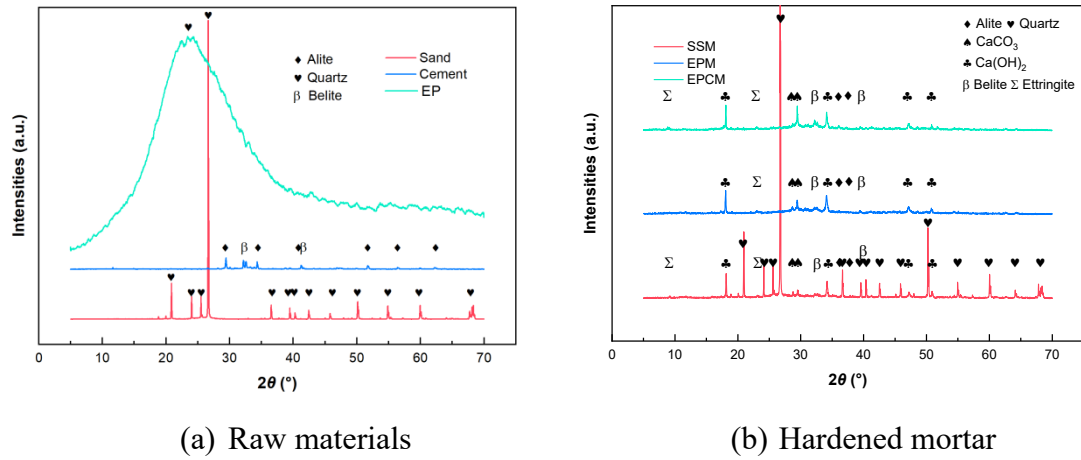 ♦ Alite
♥ Quartz
β Belite
Sand
Cement
EP
β
β
Intensities (a.u.)
0 10 20 30 40 50 60 70
2θ (°)
(a) Raw materials
SSM
EPM
EPCM
♦ Alite ♥ Quartz
♠ CaCO₃
♣ Ca(OH)₂
β Belite Σ Ettringite
Σ Σ β β
Σ β β
Σ Σ β β
Intensities (a.u.)
0 10 20 30 40 50 60 70
2θ (°)
(b) Hardened mortar